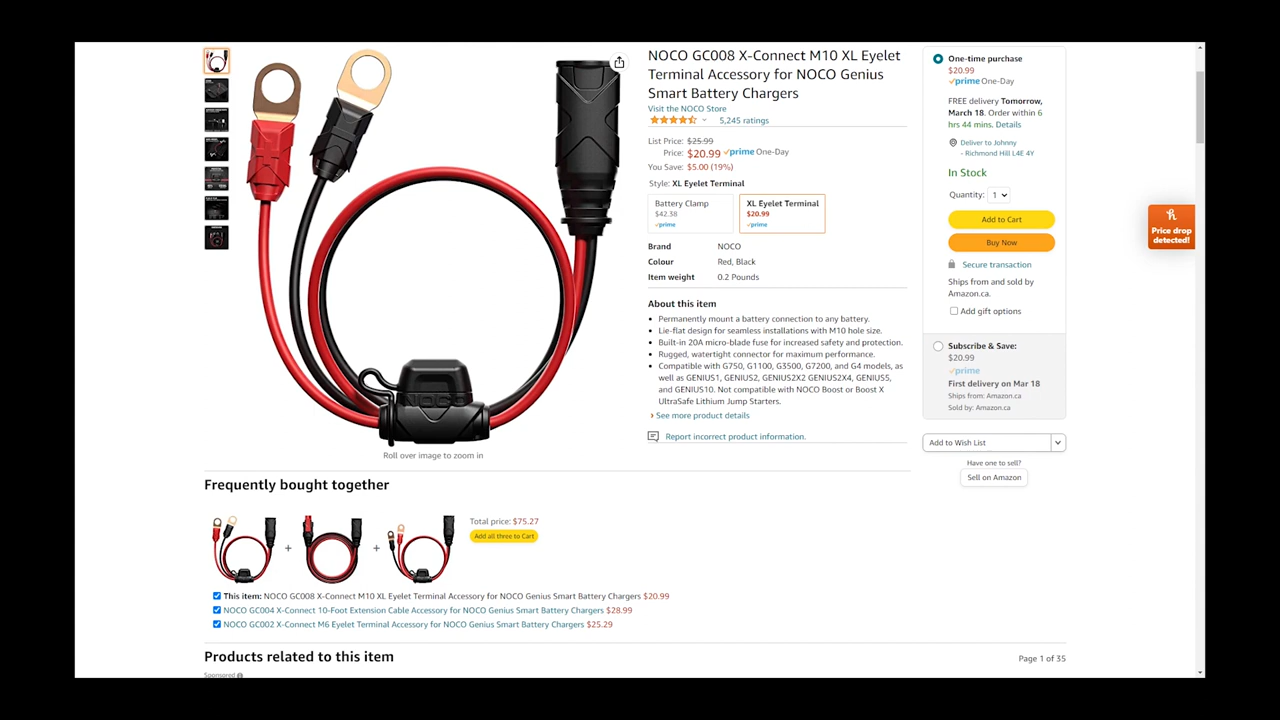 NOCO GC008 X-Connect M10 XL Eyelet
Terminal Accessory for NOCO Genius
Smart Battery Chargers
Visit the NOCO Store
5,245 ratings
List Price: $25.99
Price: $20.99 prime One-Day
You Save: $5.00 (19%)
Style: XL Eyelet Terminal
Battery Clamp
$42.38
prime
XL Eyelet Terminal
$20.99
prime
Brand NOCO
Colour Red, Black
Item weight 0.2 Pounds
About this item
• Permanently mount a battery connection to any battery.
• Lie-flat design for seamless installations with M10 hole size.
• Built-in 20A micro-blade fuse for increased safety and protection.
• Rugged, watertight connector for maximum performance.
• Compatible with G750, G1100, G3500, G7200, and G4 models, as
well as GENIUS1, GENIUS2, GENIUS2X2 GENIUS2X4, GENIUS5,
and GENIUS10. Not compatible with NOCO Boost or Boost X
UltraSafe Lithium Jump Starters.
› See more product details
Report incorrect product information.
NOCO
Roll over image to zoom in
One-time purchase
$20.99
prime One-Day
FREE delivery Tomorrow,
March 18. Order within 6
hrs 44 mins. Details
Deliver to Johnny
- Richmond Hill L4E 4Y
In Stock
Quantity: 1
Add to Cart
Buy Now
Secure transaction
Ships from and sold by
Amazon.ca.
Add gift options
Subscribe & Save:
$20.99
prime
First delivery on Mar 18
Ships from: Amazon.ca
Sold by: Amazon.ca
Add to Wish List
Have one to sell?
Sell on Amazon
Price drop
detected!
Frequently bought together
+ +
Total price: $75.27
Add all three to Cart
This item: NOCO GC008 X-Connect M10 XL Eyelet Terminal Accessory for NOCO Genius Smart Battery Chargers $20.99
NOCO GC004 X-Connect 10-Foot Extension Cable Accessory for NOCO Genius Smart Battery Chargers $28.99
NOCO GC002 X-Connect M6 Eyelet Terminal Accessory for NOCO Genius Smart Battery Chargers $25.29
Products related to this item
Page 1 of 35
Sponsored